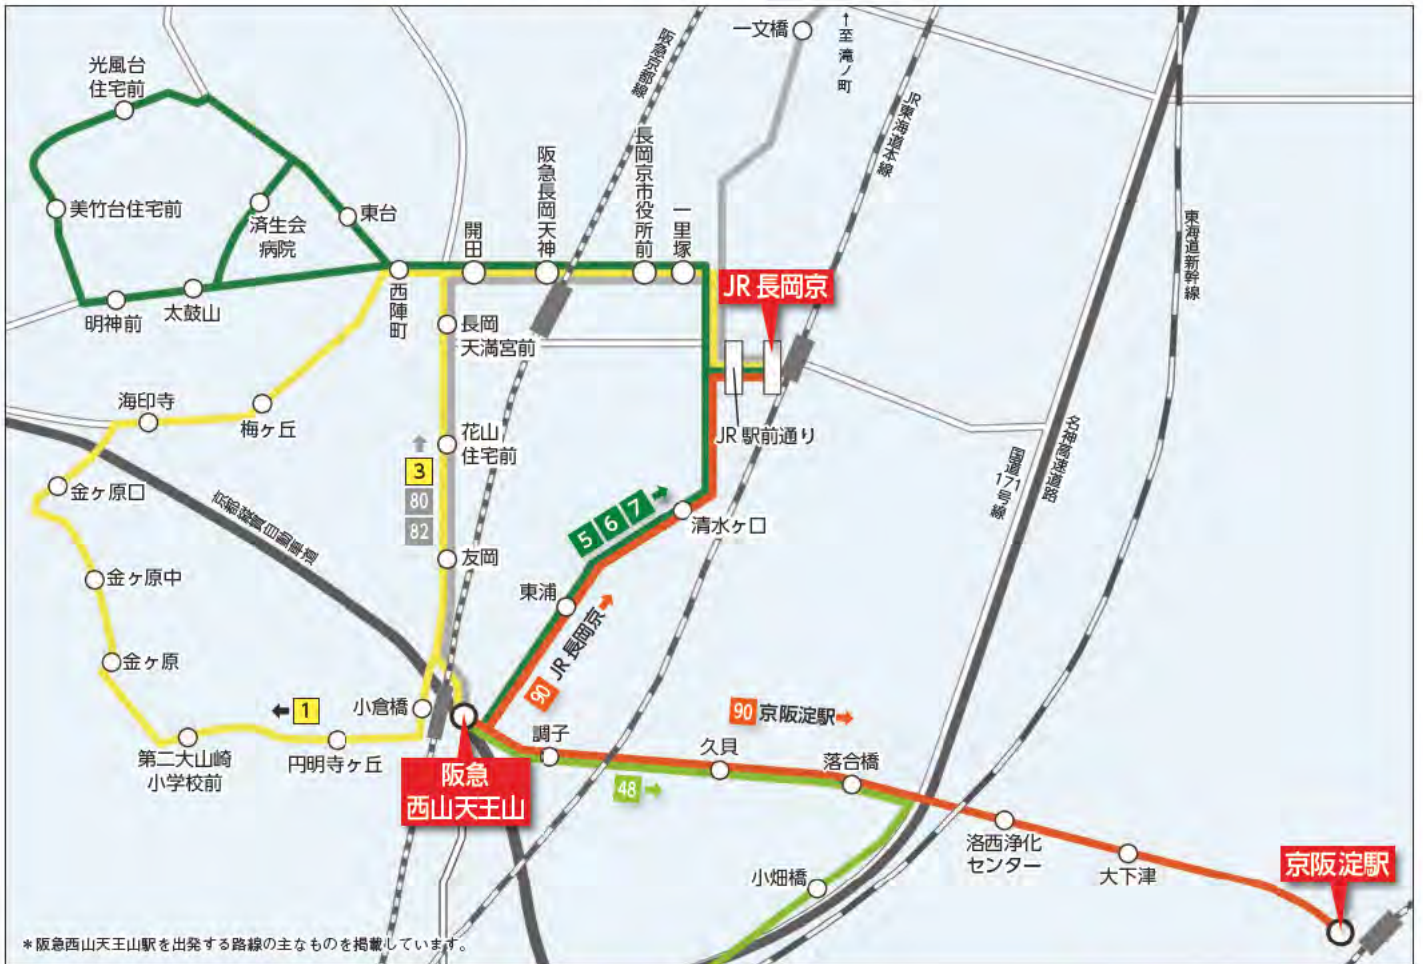 一文橋
↑至 滝ノ町
阪急京都線
JR東海道本線
光風台
住宅前
美竹台住宅前
済生会
病院
東台
明神前
太鼓山
西陣町
開田
阪急長岡天神
長岡京市役所前
一里塚
JR 長岡京
JR 駅前通り
東海道新幹線
名神高速道路
国道171号線
長岡
天満宮前
海印寺
梅ヶ丘
花山
住宅前
3
80
82
金ヶ原口
京都縦貫自動車道
友岡
5 6 7 →
清水ヶ口
金ヶ原中
東浦
90 JR 長岡京→
金ヶ原
←1
小倉橋
第二大山崎
小学校前
円明寺ヶ丘
阪急
西山天王山
調子
90 京阪淀駅→
久貝
落合橋
48 →
小畑橋
洛西浄化
センター
大下津
京阪淀駅
＊阪急西山天王山駅を出発する路線の主なものを掲載しています。